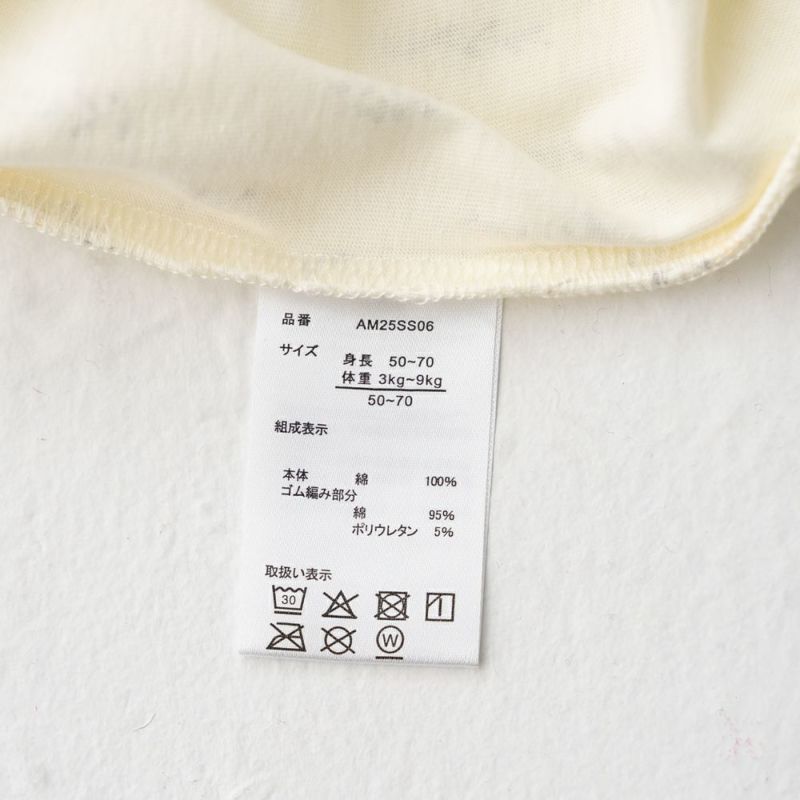 品番 AM25SS06
サイズ 身長 50~70
体重 3kg~9kg
50~70
組成表示
本体 綿 100%
ゴム編み部分
綿 95%
ポリウレタン 5%
取扱い表示
30
W